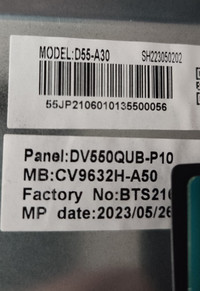 MODEL:D55-A30
SH223050202
55JP2106010135500056
Panel:DV550QUB-P10
MB:CV9632H-A50
Factory No:BTS216
MP date:2023/05/26